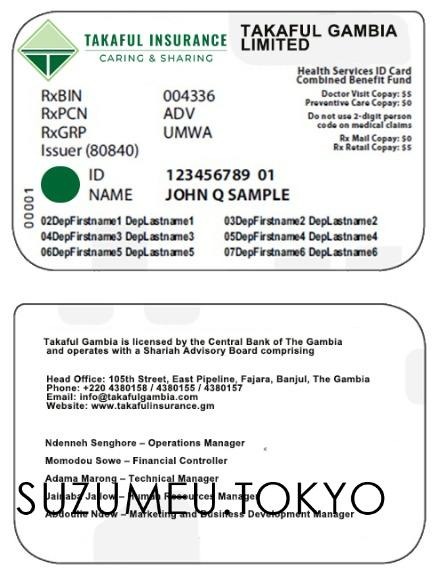 TAKAFUL INSURANCE
CARING & SHARING
TAKAFUL GAMBIA
LIMITED
Health Services ID Card
Combined Benefit Fund
Doctor Visit Copay: $5
Preventive Care Copay: $0
Do not use 2-digit person
code on medical claims
Rx Mail Copay: $0
Rx Retail Copay: $5
RxBIN 004336
RxPCN ADV
RxGRP UMWA
Issuer (80840)
ID 123456789 01
NAME JOHN Q SAMPLE
00001
02DepFirstname1 DepLastname1 03DepFirstname2 DepLastname2
04DepFirstname3 DepLastname3 05DepFirstname4 DepLastname4
06DepFirstname5 DepLastname5 07DepFirstname6 DepLastname6
Takaful Gambia is licensed by the Central Bank of The Gambia
and operates with a Shariah Advisory Board comprising
Head Office: 105th Street, East Pipeline, Fajara, Banjul, The Gambia
Phone: +220 4380158 / 4380155 / 4380157
Email: info@takafulgambia.com
Website: www.takafulinsurance.gm
Ndenneh Senghore – Operations Manager
Momodou Sowe – Financial Controller
Adama Marong – Technical Manager
Jainaba Jallow – Human Resources Manager
SUZUMEU.TOKYO
Abdoulie Ndow – Marketing and Business Development Manager